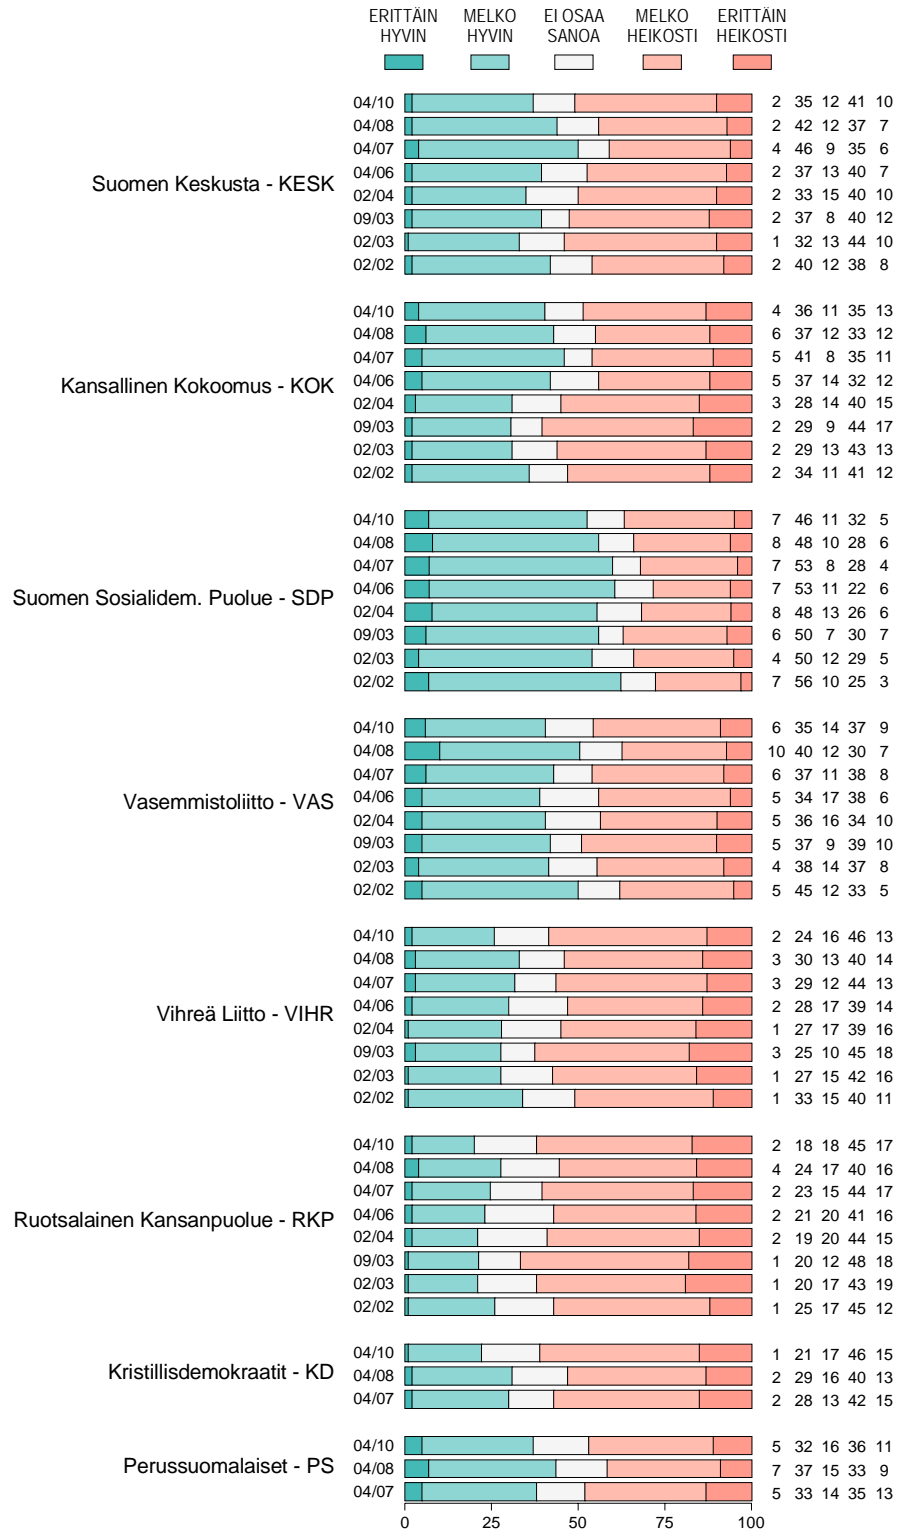 ERITTÄIN MELKO EI OSAA MELKO ERITTÄIN
HYVIN HYVIN SANOA HEIKOSTI HEIKOSTI
04/10 2 35 12 41 10
04/08 2 42 12 37 7
04/07 4 46 9 35 6
Suomen Keskusta - KESK
04/06 2 37 13 40 7
02/04 2 33 15 40 10
09/03 2 37 8 40 12
02/03 1 32 13 44 10
02/02 2 40 12 38 8
04/10 4 36 11 35 13
04/08 6 37 12 33 12
04/07 5 41 8 35 11
Kansallinen Kokoomus - KOK
04/06 5 37 14 32 12
02/04 3 28 14 40 15
09/03 2 29 9 44 17
02/03 2 29 13 43 13
02/02 2 34 11 41 12
04/10 7 46 11 32 5
04/08 8 48 10 28 6
04/07 7 53 8 28 4
Suomen Sosialidem. Puolue - SDP
04/06 7 53 11 22 6
02/04 8 48 13 26 6
09/03 6 50 7 30 7
02/03 4 50 12 29 5
02/02 7 56 10 25 3
04/10 6 35 14 37 9
04/08 10 40 12 30 7
04/07 6 37 11 38 8
Vasemmistoliitto - VAS
04/06 5 34 17 38 6
02/04 5 36 16 34 10
09/03 5 37 9 39 10
02/03 4 38 14 37 8
02/02 5 45 12 33 5
04/10 2 24 16 46 13
04/08 3 30 13 40 14
04/07 3 29 12 44 13
Vihreä Liitto - VIHR
04/06 2 28 17 39 14
02/04 1 27 17 39 16
09/03 3 25 10 45 18
02/03 1 27 15 42 16
02/02 1 33 15 40 11
04/10 2 18 18 45 17
04/08 4 24 17 40 16
04/07 2 23 15 44 17
Ruotsalainen Kansanpuolue - RKP
04/06 2 21 20 41 16
02/04 2 19 20 44 15
09/03 1 20 12 48 18
02/03 1 20 17 43 19
02/02 1 25 17 45 12
04/10 1 21 17 46 15
Kristillisdemokraatit - KD
04/08 2 29 16 40 13
04/07 2 28 13 42 15
04/10 5 32 16 36 11
Perussuomalaiset - PS
04/08 7 37 15 33 9
04/07 5 33 14 35 13
0 25 50 75 100